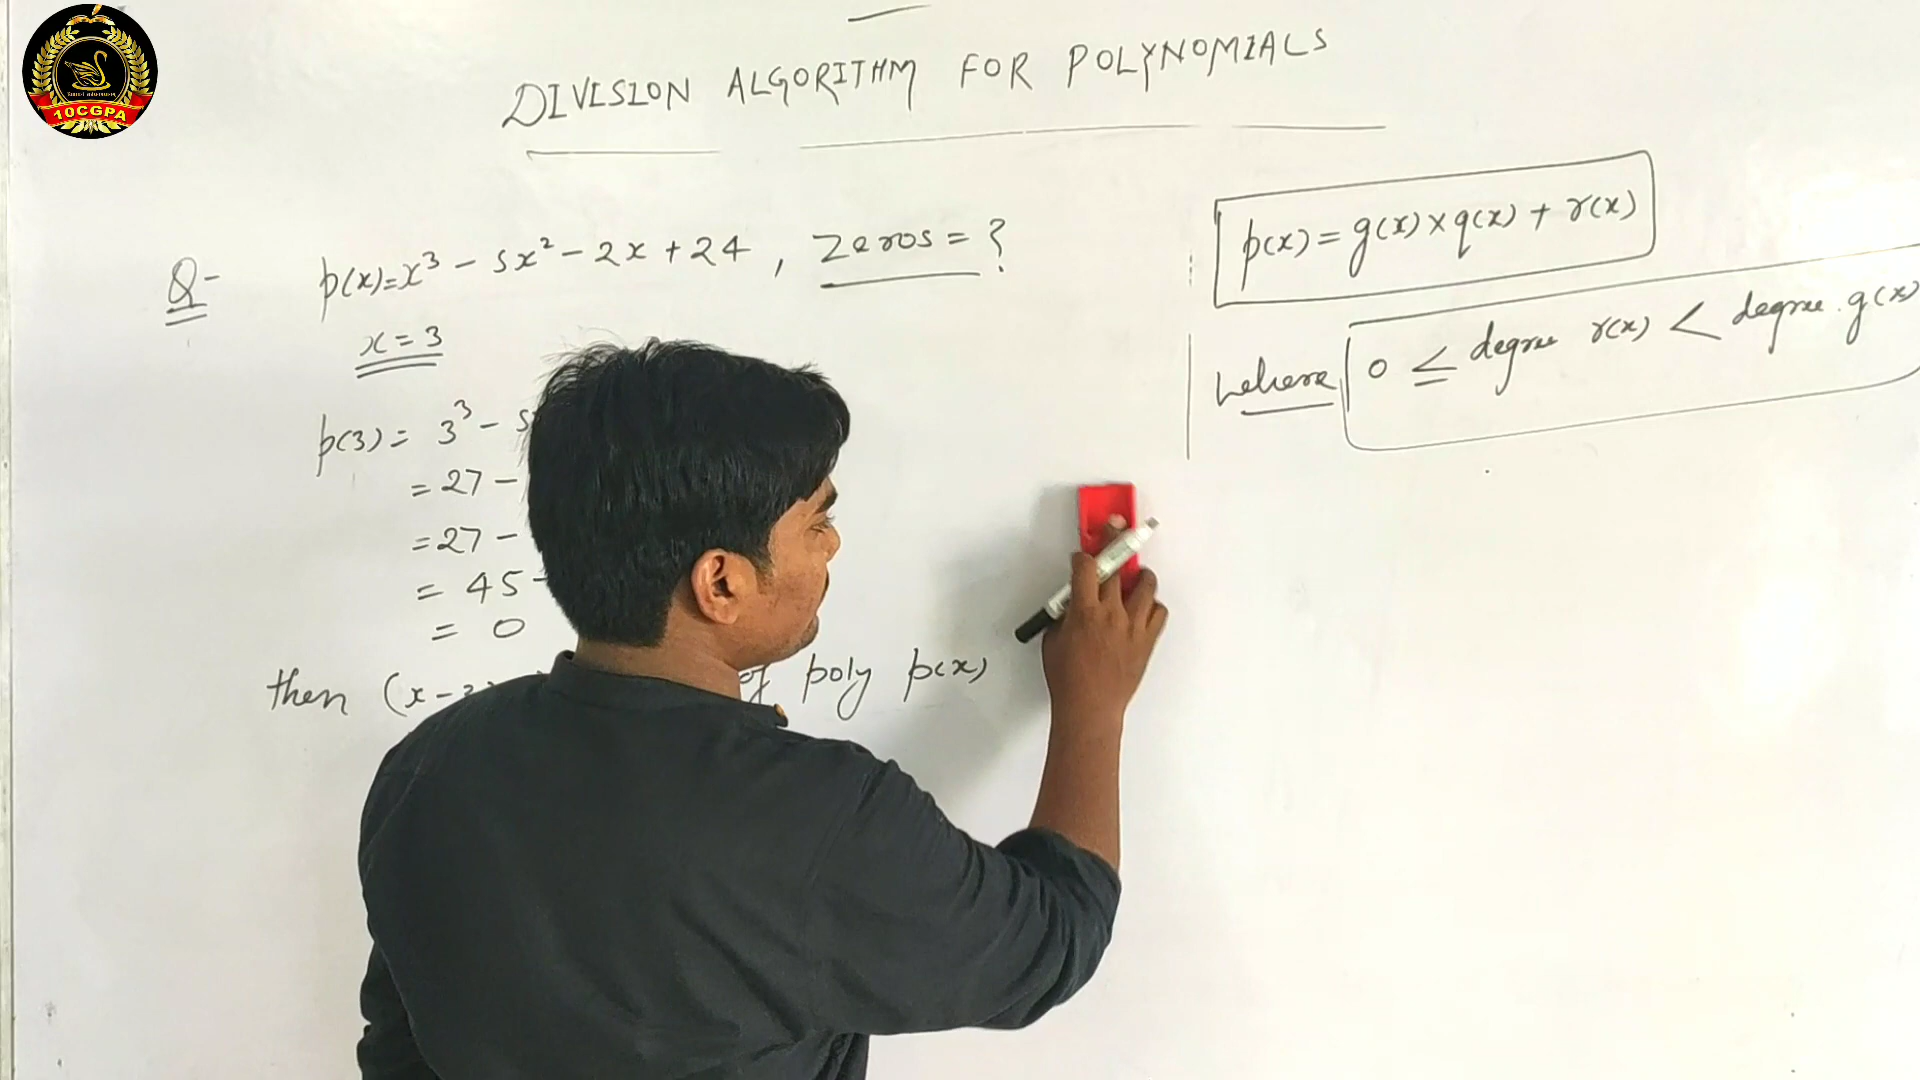 10CGPA
DIVISION ALGORITHM FOR POLYNOMIALS
Q- p(x)=x³ - 5x² - 2x + 24 , Zeros = ?
x = 3
p(3) = 3³ - 5
= 27 -
= 27 -
= 45 -
= 0
then (x - 3 of poly p(x)
p(x) = g(x) × q(x) + r(x)
where 0 ≤ degree r(x) < degree. g(x)